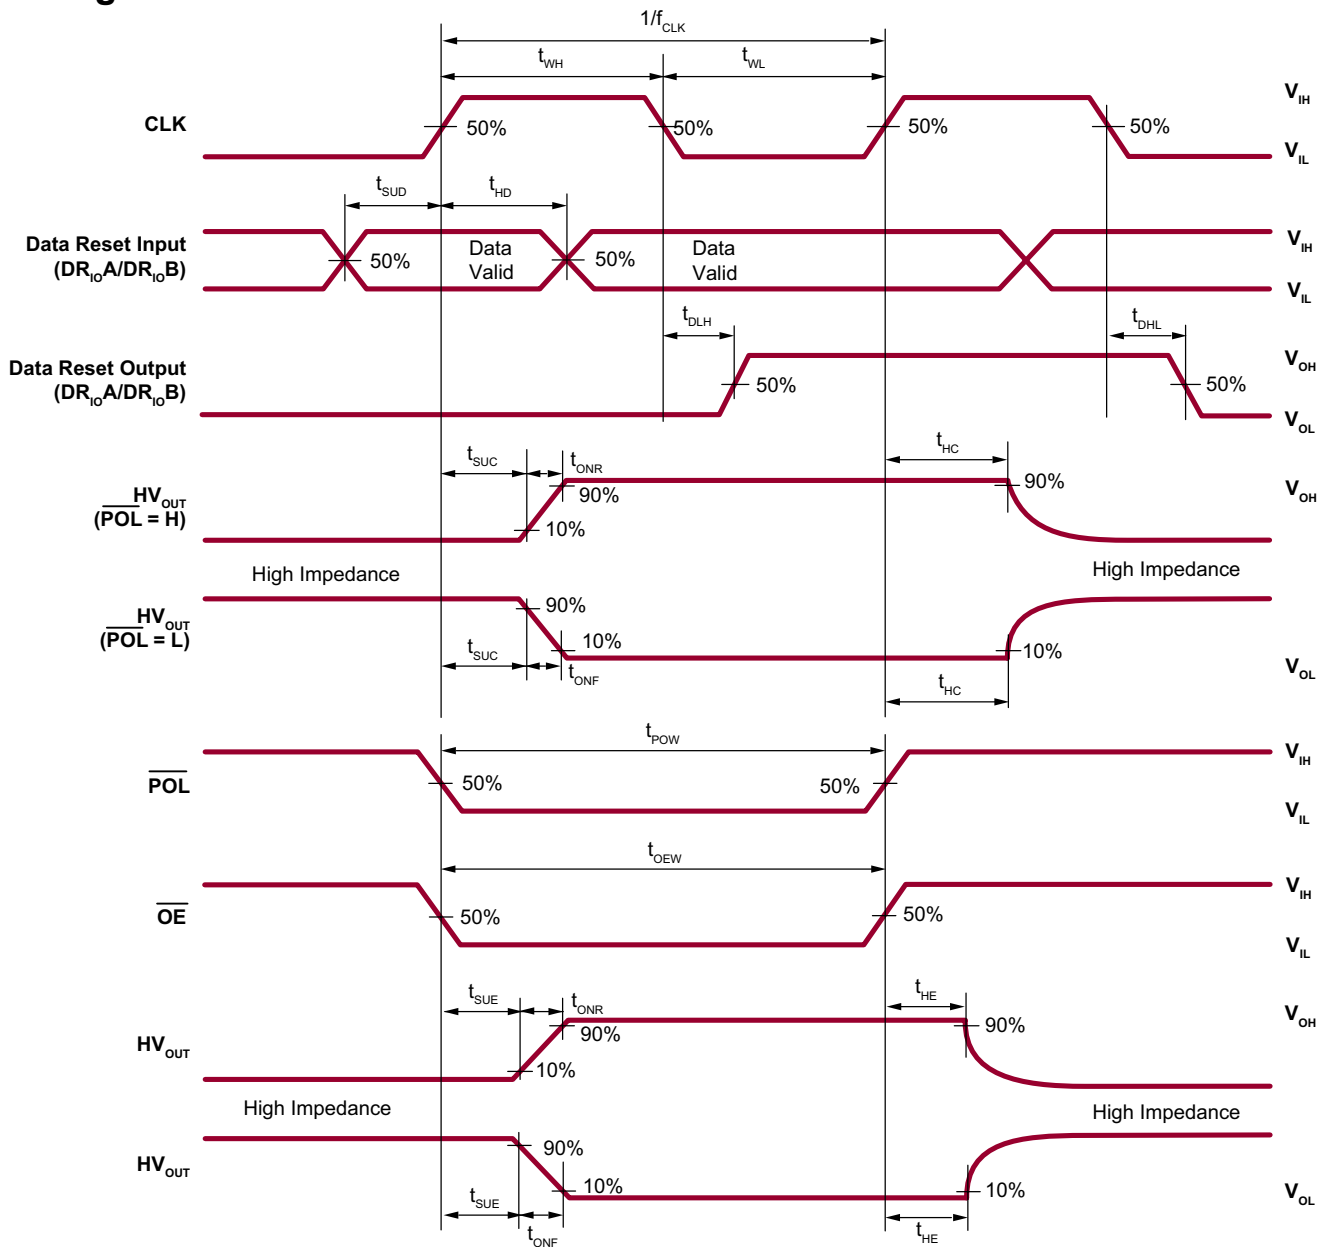 1/fCLK
tWH tWL
CLK 50% 50% 50% 50% VIH
VIL
tSUD tHD
Data Reset Input
(DRIOA/DRIOB)
50% Data
Valid 50% Data
Valid VIH
VIL
tDLH tDHL
Data Reset Output
(DRIOA/DRIOB)
50% 50% VOH
VOL
tSUC tONR tHC
HVOUT
(POL = H)
90% 10% 90% VOH
High Impedance High Impedance
HVOUT
(POL = L)
90% 10% 10%
tSUC tONF tHC VOL
tPOW
POL 50% 50% VIH
VIL
tOEW
OE 50% 50% VIH
VIL
tSUE tONR tHE
HVOUT 90% 10% 90% VOH
High Impedance High Impedance
HVOUT 90% 10% 10% VOL
tSUE tONF tHE